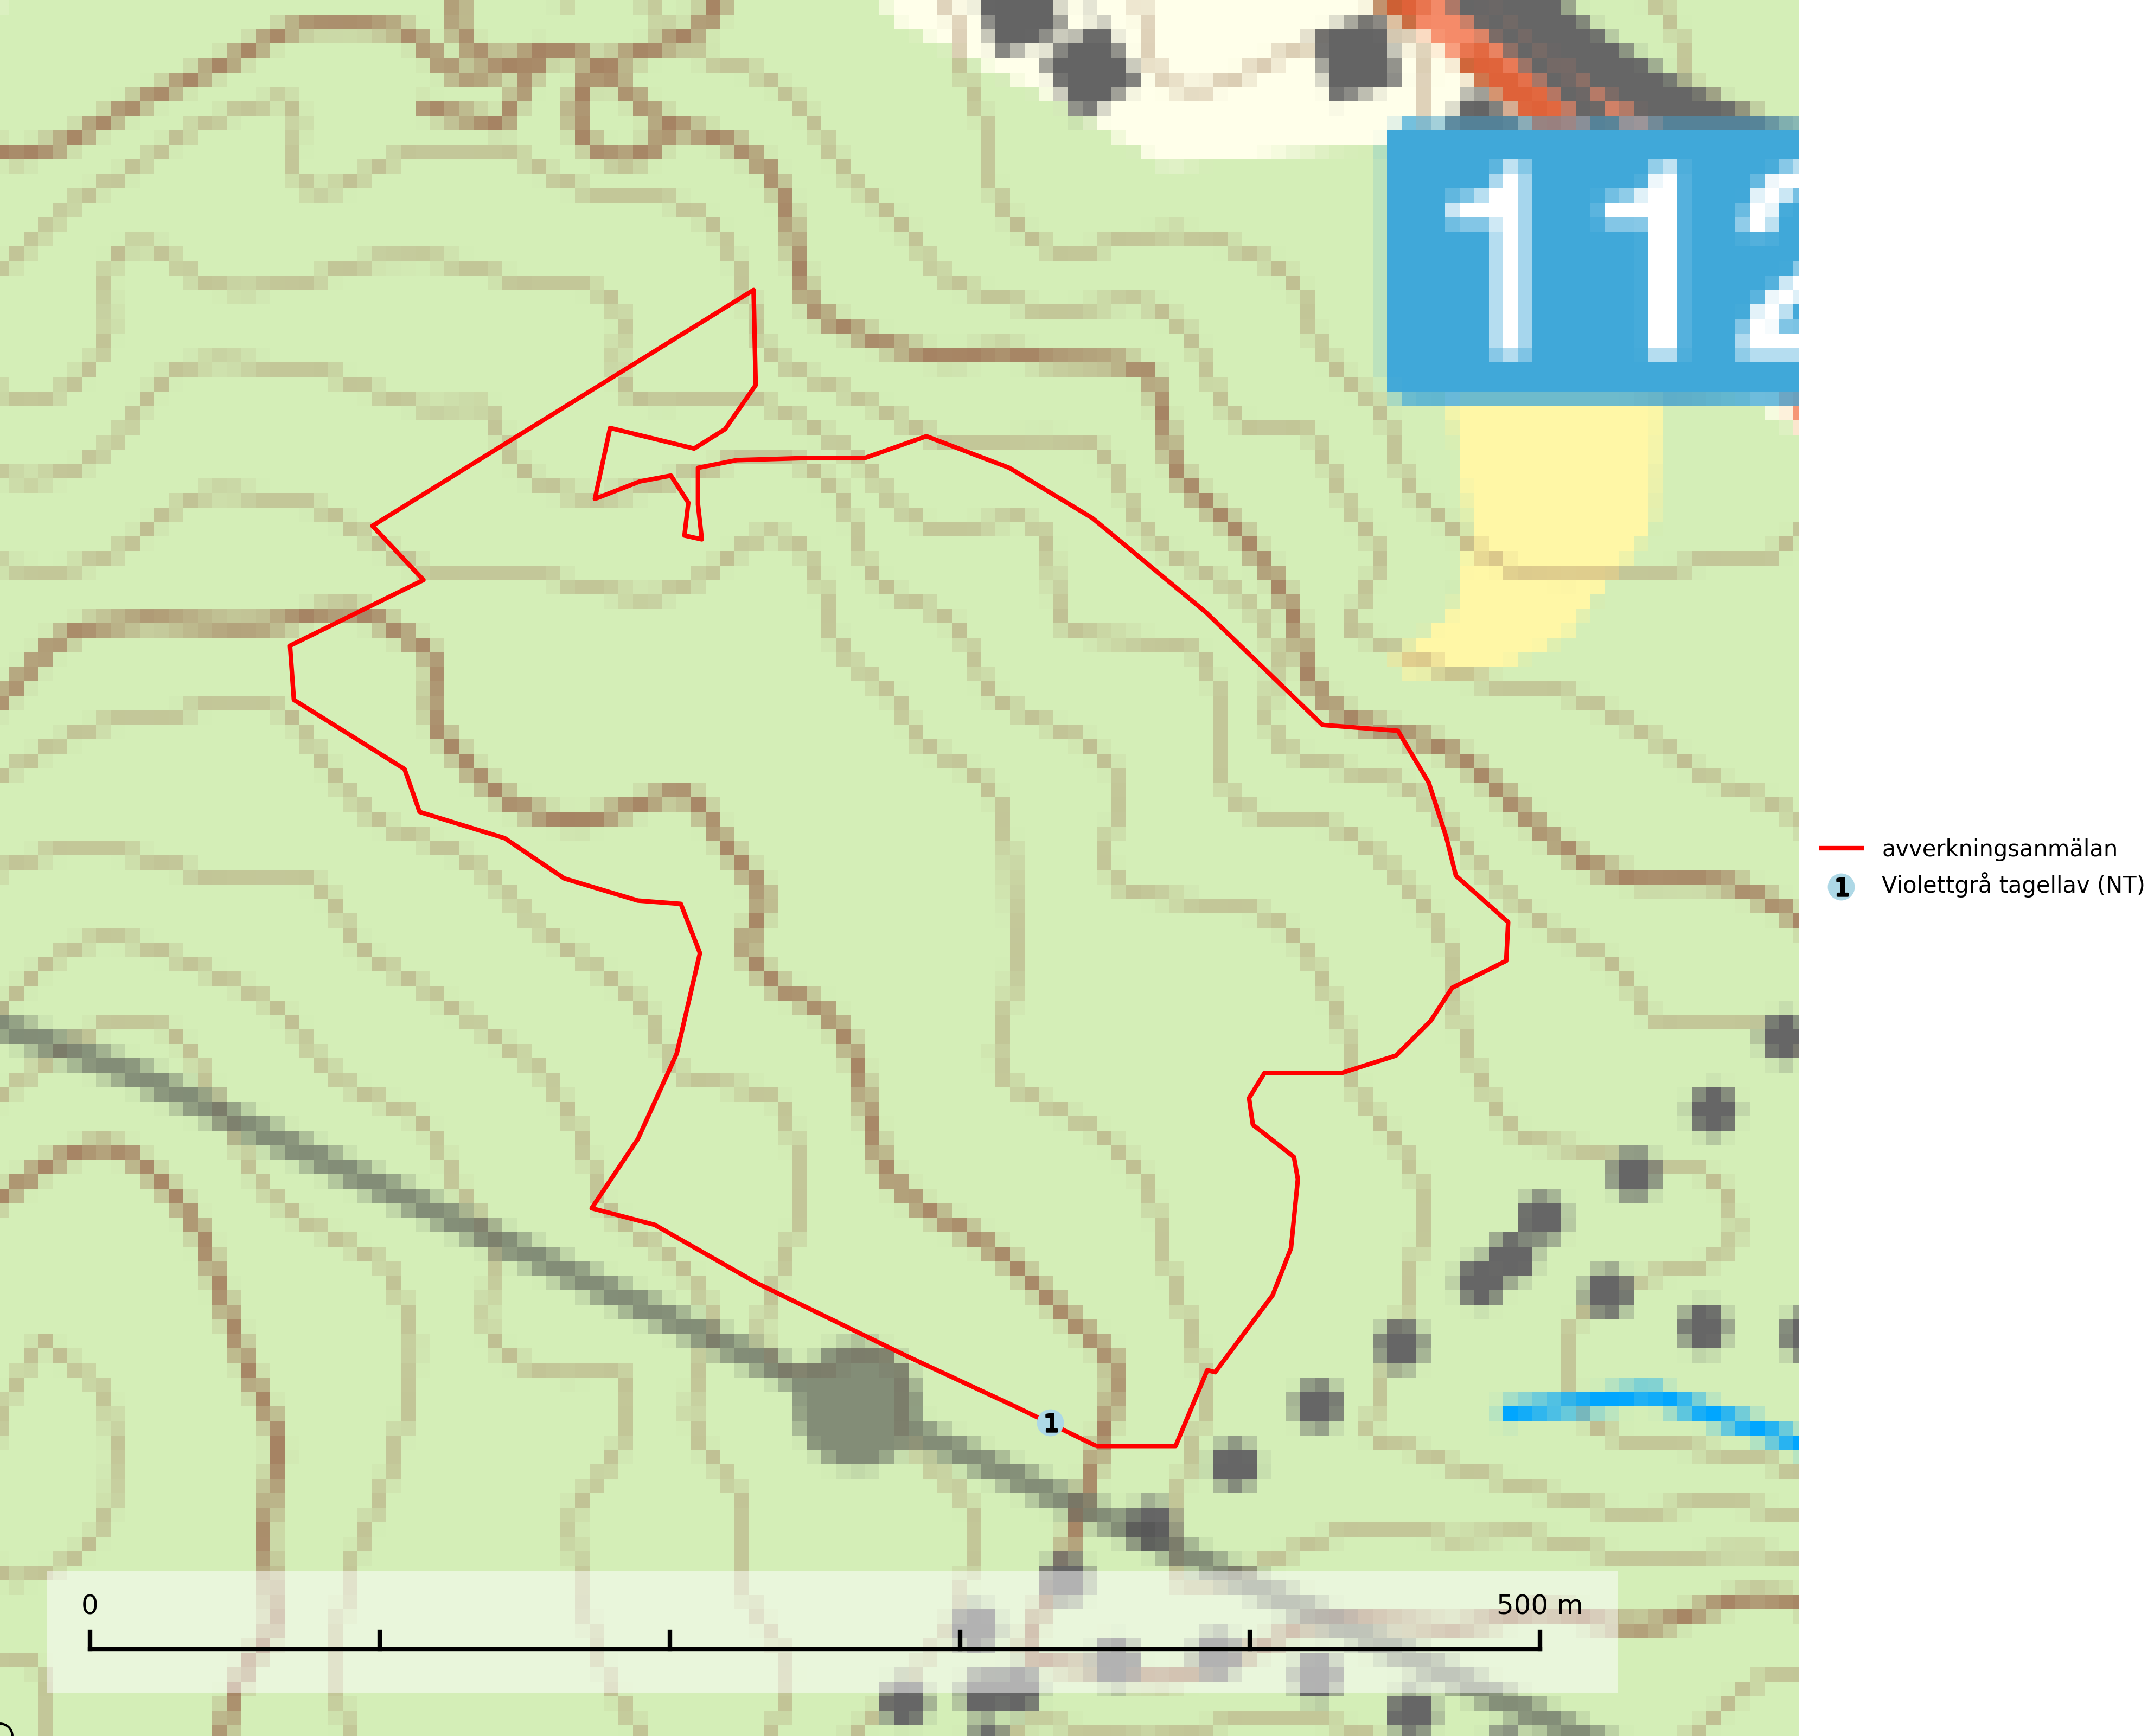 112
avverkningsanmälan
1 Violettgrå tagellav (NT)
1
0 500 m